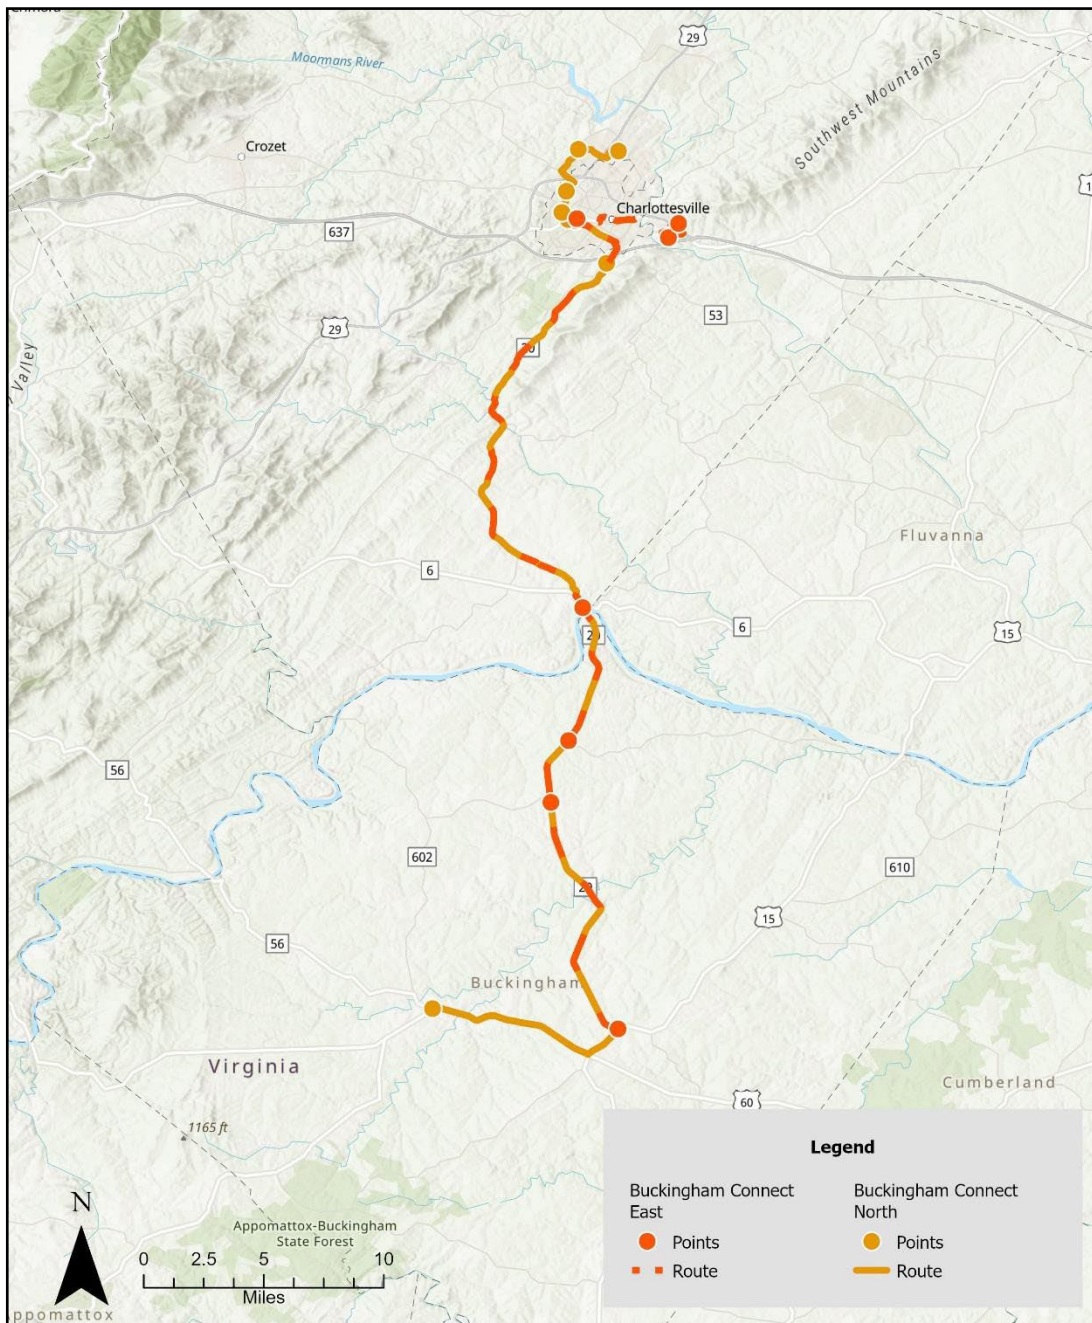 Moormans River
29
Southwest Mountains
Crozet
Charlottesville
637
53
29
Valley
20
Fluvanna
6
6
15
56
602
610
15
56
Buckingham
Virginia
Cumberland
60
1165 ft
Legend
Buckingham Connect
East
Points
Route
Buckingham Connect
North
Points
Route
N
Appomattox-Buckingham
State Forest
0 2.5 5 10
Miles
ppomattox